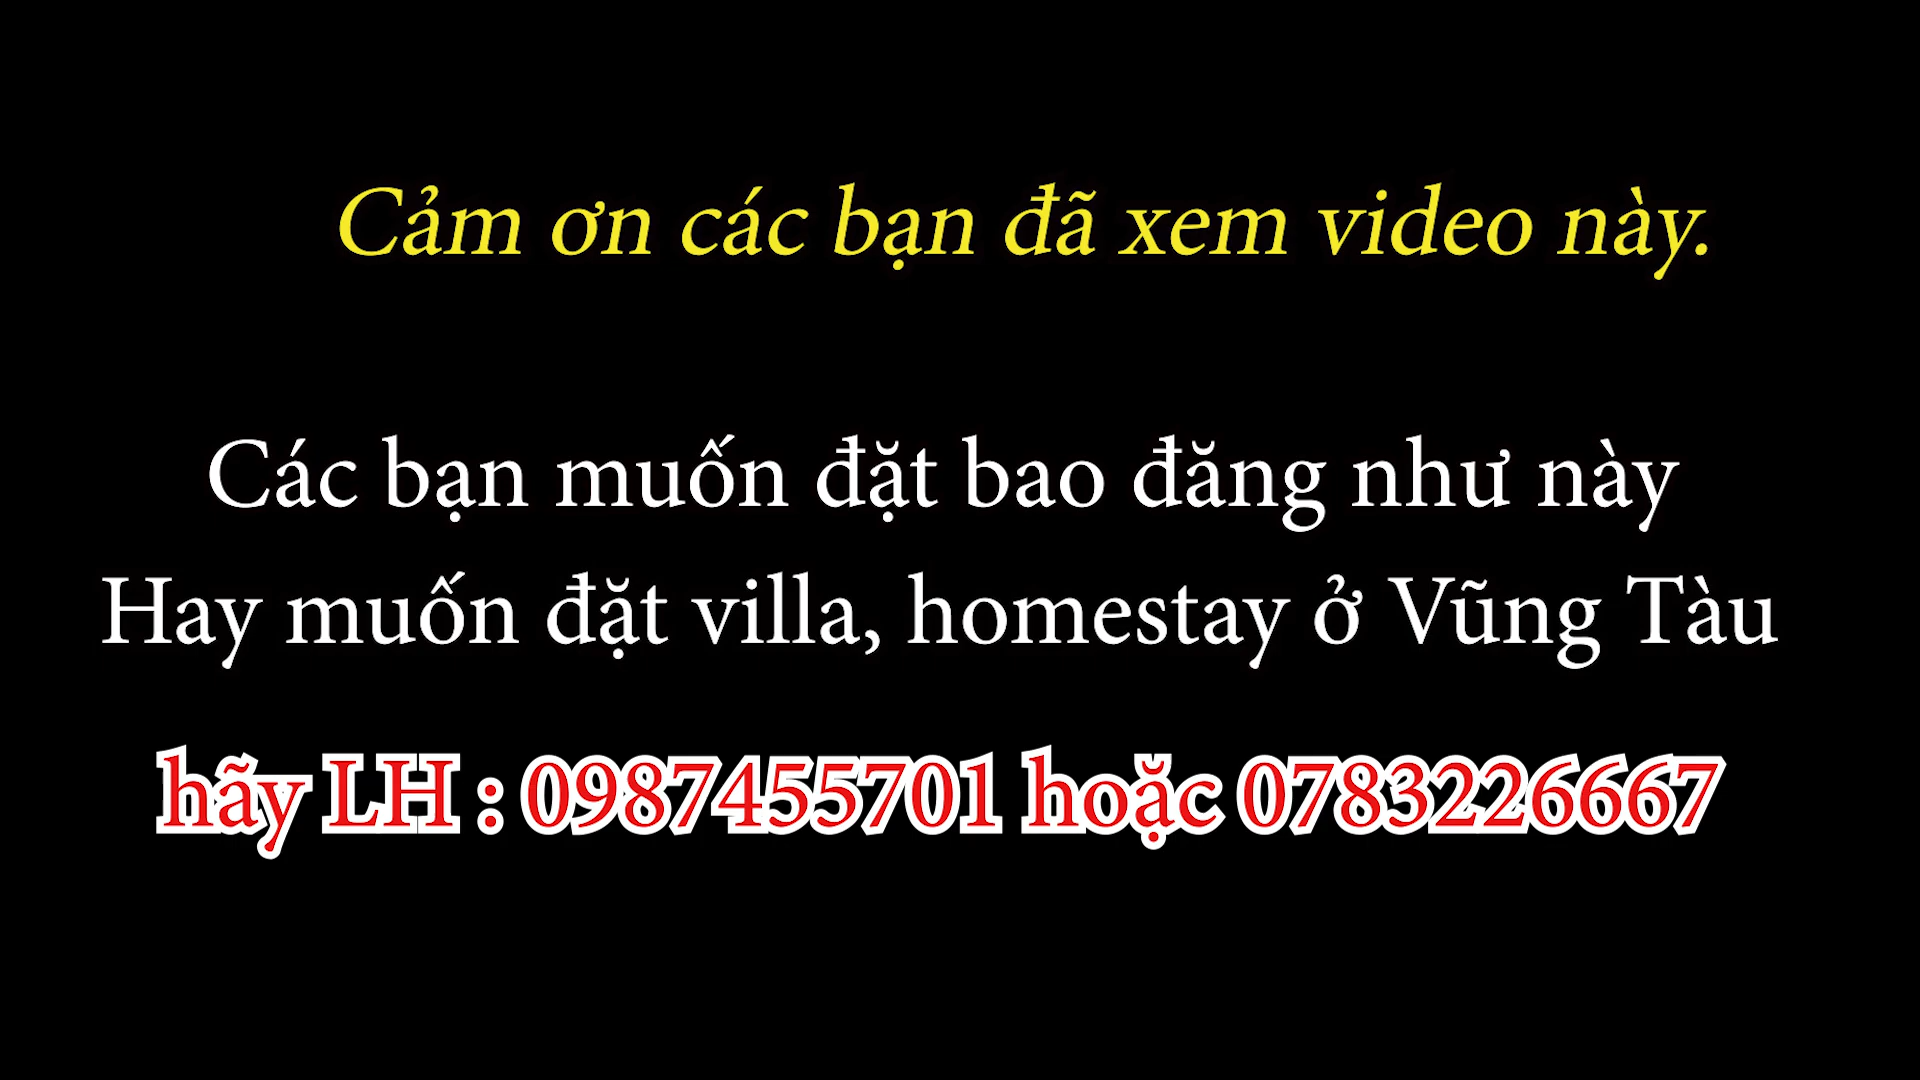 Cảm ơn các bạn đã xem video này.
Các bạn muốn đặt bao đăng như này
Hay muốn đặt villa, homestay ở Vũng Tàu
hãy LH : 0987455701 hoặc 0783226667